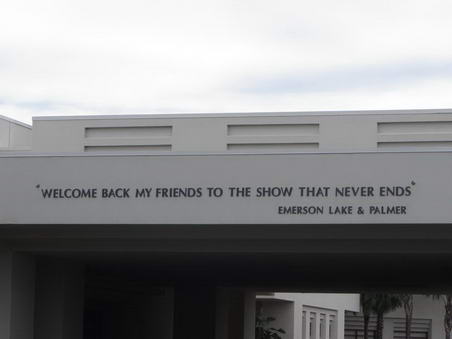 "WELCOME BACK MY FRIENDS TO THE SHOW THAT NEVER ENDS"
EMERSON LAKE & PALMER